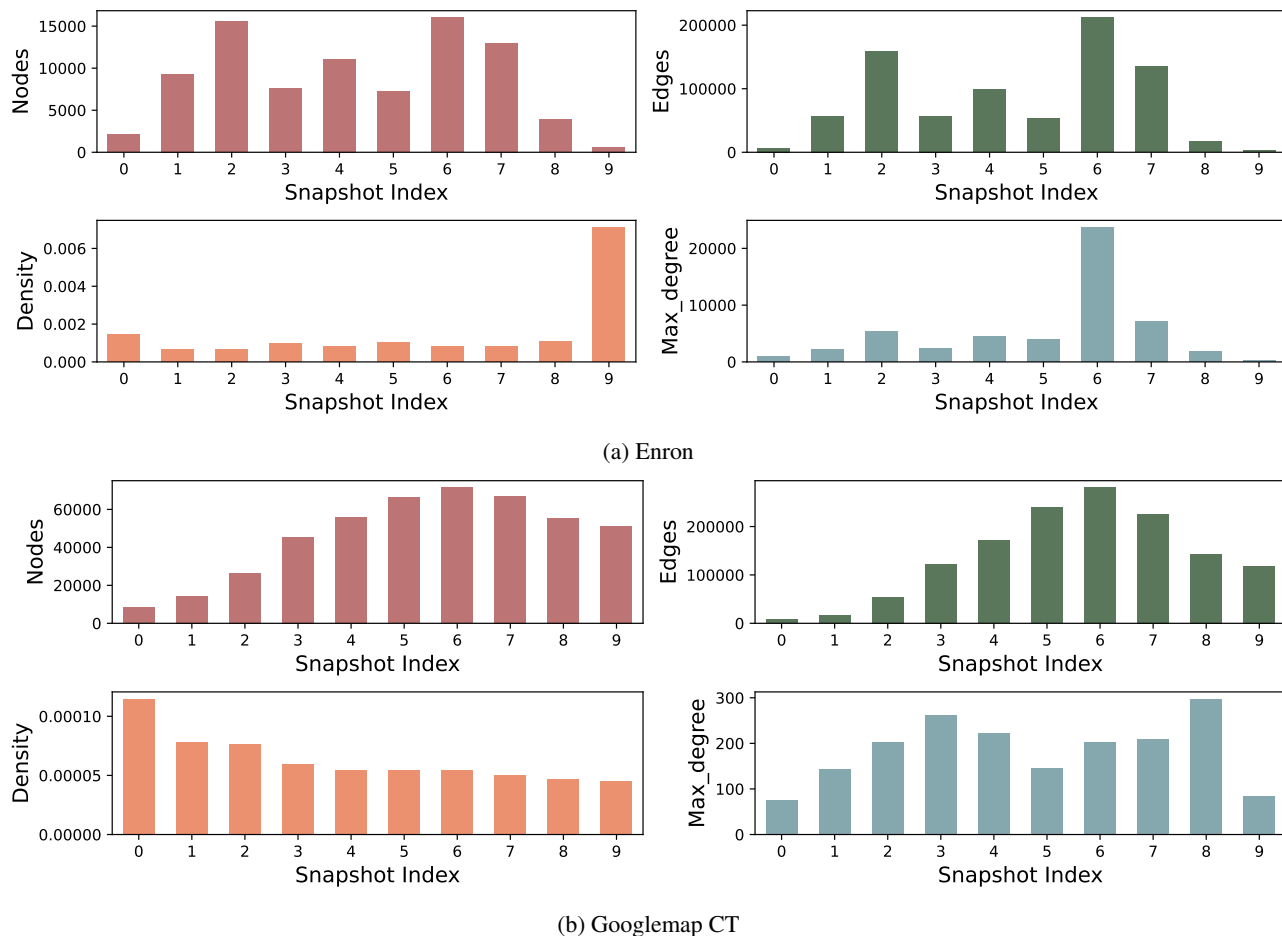 15000
10000
5000
0
Nodes
0 1 2 3 4 5 6 7 8 9
Snapshot Index
200000
100000
0
Edges
0 1 2 3 4 5 6 7 8 9
Snapshot Index
0.006
0.004
0.002
0.000
Density
0 1 2 3 4 5 6 7 8 9
Snapshot Index
20000
10000
0
Max_degree
0 1 2 3 4 5 6 7 8 9
Snapshot Index
(a) Enron
60000
40000
20000
0
Nodes
0 1 2 3 4 5 6 7 8 9
Snapshot Index
200000
100000
0
Edges
0 1 2 3 4 5 6 7 8 9
Snapshot Index
0.00010
0.00005
0.00000
Density
0 1 2 3 4 5 6 7 8 9
Snapshot Index
300
200
100
0
Max_degree
0 1 2 3 4 5 6 7 8 9
Snapshot Index
(b) Googlemap CT